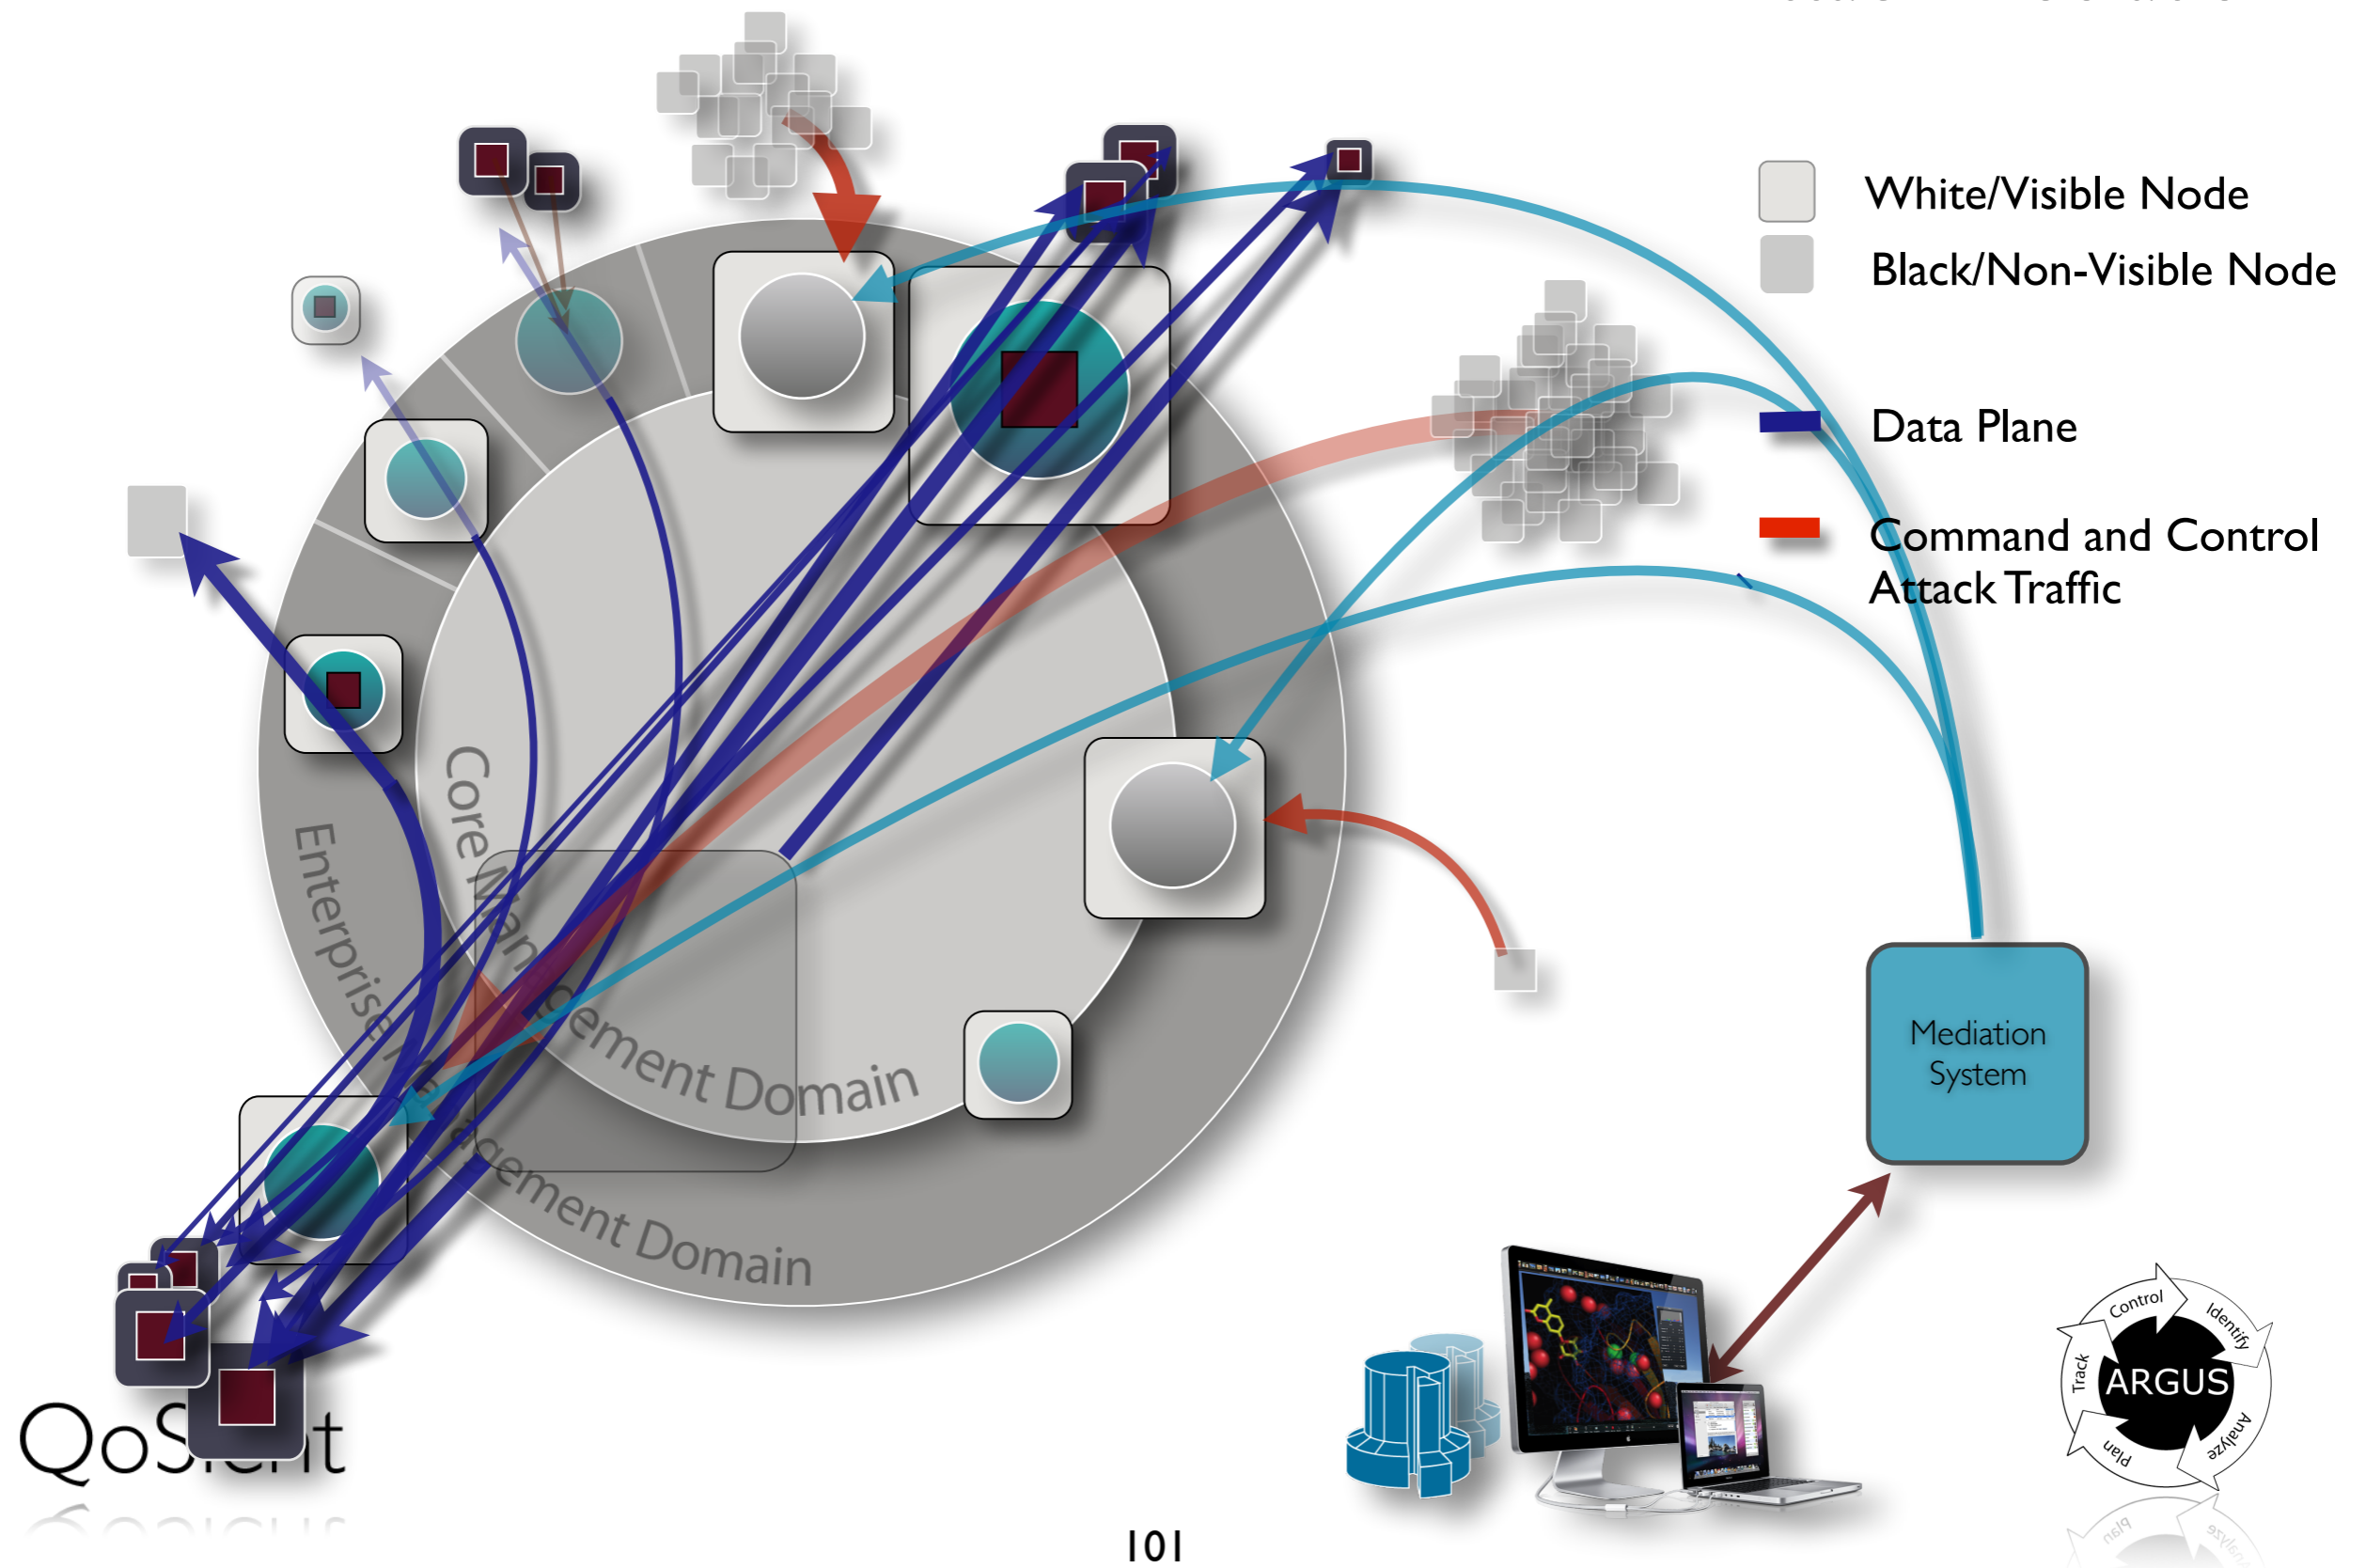 White/Visible Node
Black/Non-Visible Node
Data Plane
Command and Control
Attack Traffic
Core Management Domain
Enterprise Management Domain
Mediation
System
Control
Identify
Analyze
Plan
Track
ARGUS
101